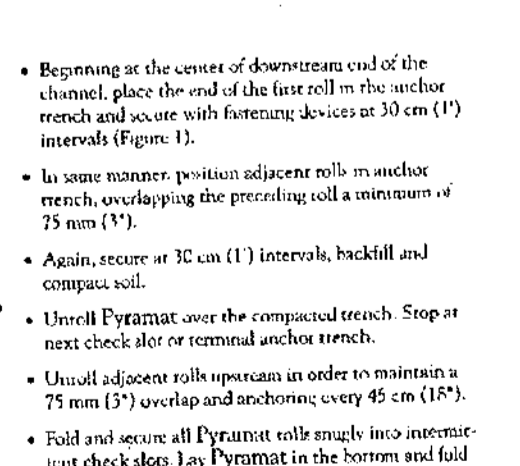 • Beginning at the center of downstream end of the
channel, place the end of the first roll in the anchor
trench and secure with fastening devices at 30 cm (1')
intervals (Figure 1).
• In same manner, position adjacent rolls in anchor
trench, overlapping the preceding roll a minimum of
75 mm (3").
• Again, secure at 30 cm (1') intervals, backfill and
compact soil.
• Unroll Pyramat over the compacted trench. Stop at
next check slot or terminal anchor trench.
• Unroll adjacent rolls upstream in order to maintain a
75 mm (3") overlap and anchoring every 45 cm (18").
• Fold and secure all Pyramat rolls snugly into intermit-
tent check slots. Lay Pyramat in the bottom and fold